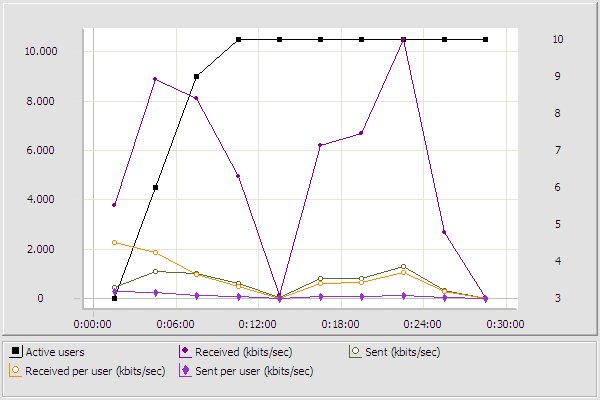 10.000 10
9
8.000 8
6.000 7
6
4.000 5
2.000 4
0 3
0:00:00 0:06:00 0:12:00 0:18:00 0:24:00 0:30:00
Active users Received (kbits/sec) Sent (kbits/sec)
Received per user (kbits/sec) Sent per user (kbits/sec)